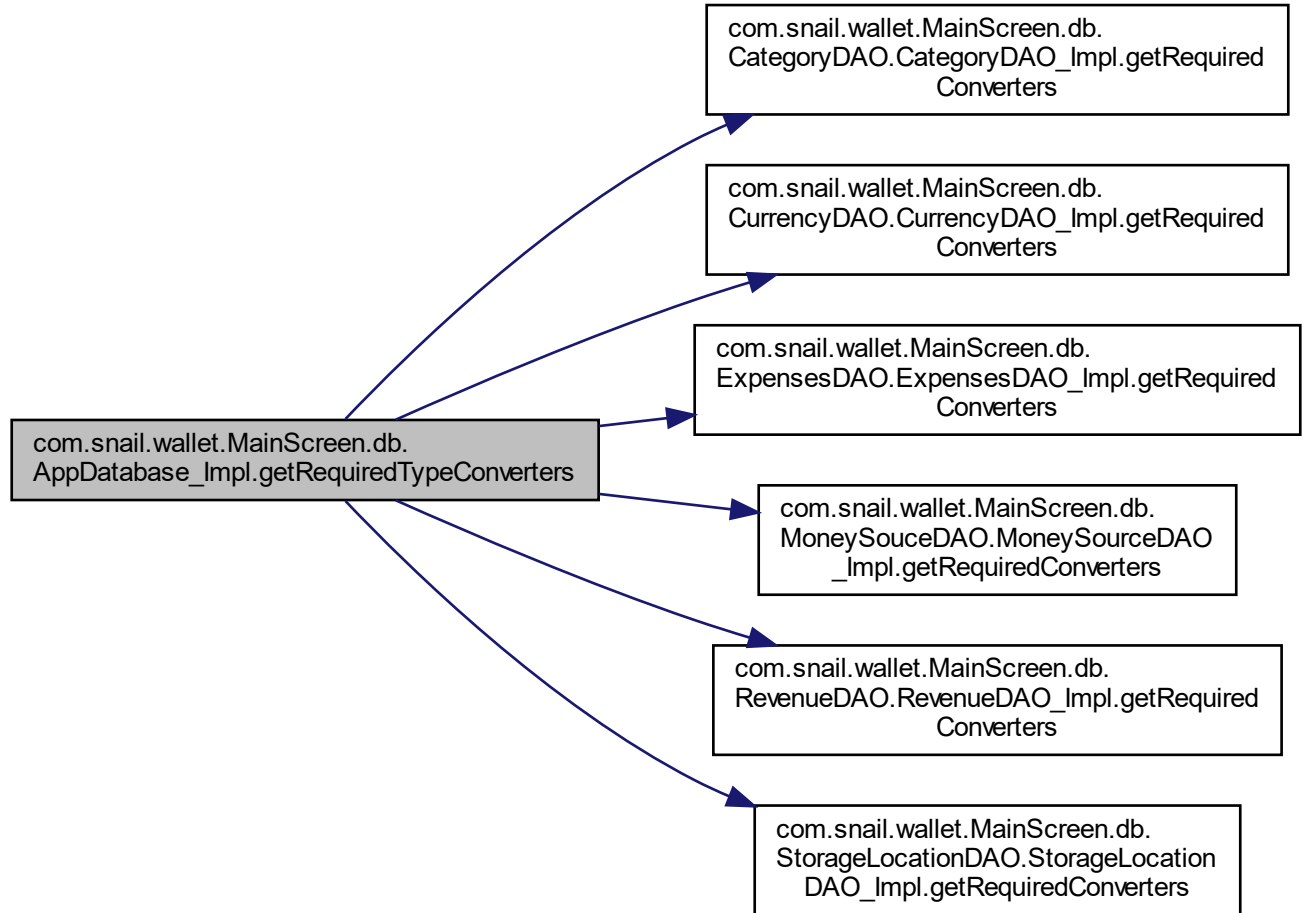 com.snail.wallet.MainScreen.db.
CategoryDAO.CategoryDAO_Impl.getRequired
Converters
com.snail.wallet.MainScreen.db.
CurrencyDAO.CurrencyDAO_Impl.getRequired
Converters
com.snail.wallet.MainScreen.db.
ExpensesDAO.ExpensesDAO_Impl.getRequired
Converters
com.snail.wallet.MainScreen.db.
AppDatabase_Impl.getRequiredTypeConverters
com.snail.wallet.MainScreen.db.
MoneySouceDAO.MoneySourceDAO
_Impl.getRequiredConverters
com.snail.wallet.MainScreen.db.
RevenueDAO.RevenueDAO_Impl.getRequired
Converters
com.snail.wallet.MainScreen.db.
StorageLocationDAO.StorageLocation
DAO_Impl.getRequiredConverters